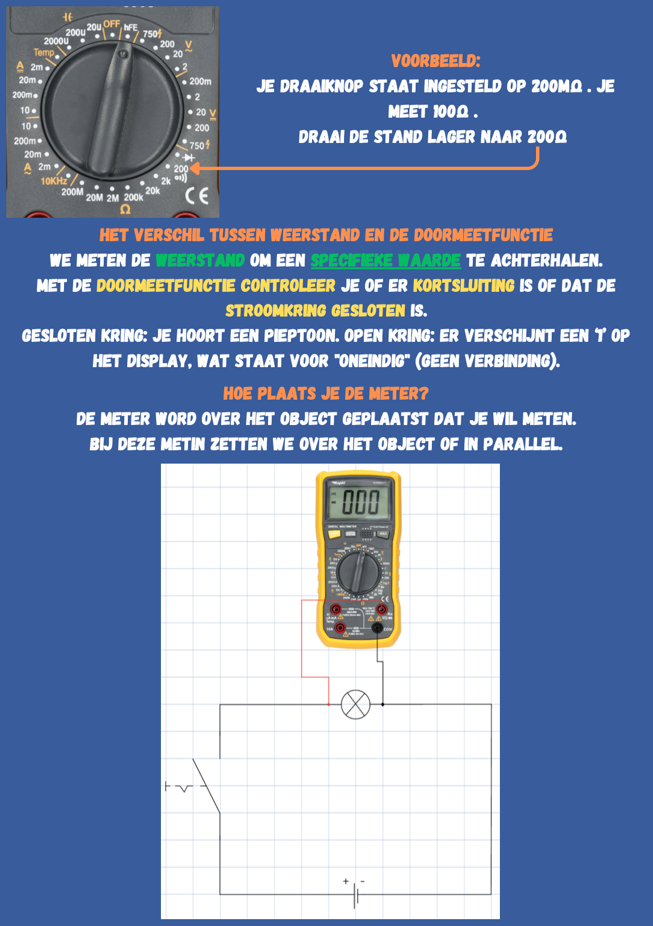 OFF
hFE
20u
200u
2000u
Temp
A
2m
20m
200m
10
10
200m
20m
2m
A
10KHz
200M
20M
2M
200k
20k
2k
200
750
200
20
2
V
200m
2
20
V
200
750
Ω
CE
VOORBEELD:
JE DRAAIKNOP STAAT INGESTELD OP 200MΩ . JE
MEET 100Ω .
DRAAI DE STAND LAGER NAAR 200Ω
HET VERSCHIL TUSSEN WEERSTAND EN DE DOORMEETFUNCTIE
WE METEN DE WEERSTAND OM EEN SPECIFIEKE WAARDE TE ACHTERHALEN.
MET DE DOORMEETFUNCTIE CONTROLEER JE OF ER KORTSLUITING IS OF DAT DE
STROOMKRING GESLOTEN IS.
GESLOTEN KRING: JE HOORT EEN PIEPTOON. OPEN KRING: ER VERSCHIJNT EEN '1' OP
HET DISPLAY, WAT STAAT VOOR "ONEINDIG" (GEEN VERBINDING).
HOE PLAATS JE DE METER?
DE METER WORD OVER HET OBJECT GEPLAATST DAT JE WIL METEN.
BIJ DEZE METIN ZETTEN WE OVER HET OBJECT OF IN PARALLEL.
000
+ -